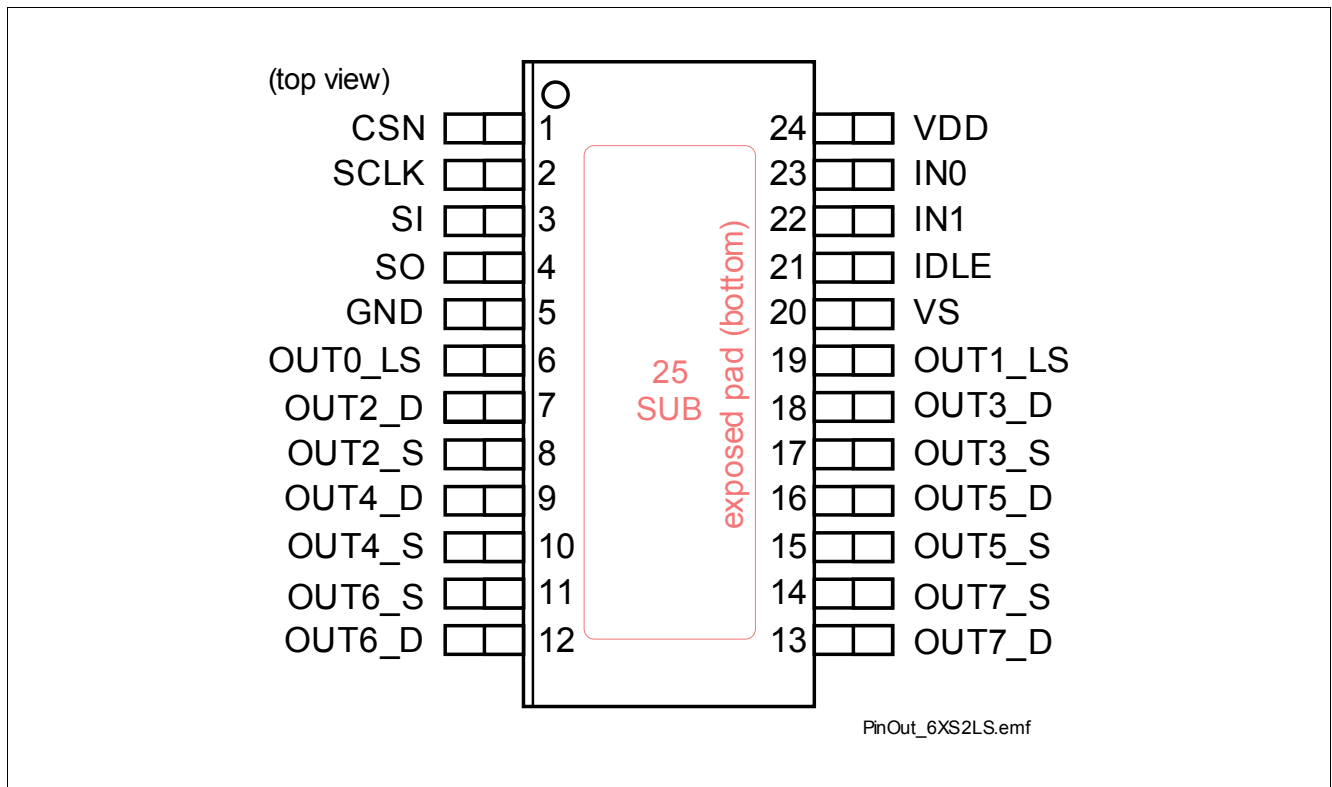 (top view)
CSN 1 24 VDD
SCLK 2 23 IN0
SI 3 22 IN1
SO 4 21 IDLE
GND 5 20 VS
OUT0_LS 6 19 OUT1_LS
OUT2_D 7 18 OUT3_D
OUT2_S 8 17 OUT3_S
OUT4_D 9 16 OUT5_D
OUT4_S 10 15 OUT5_S
OUT6_S 11 14 OUT7_S
OUT6_D 12 13 OUT7_D
25
SUB
exposed pad (bottom)
PinOut_6XS2LS.emf